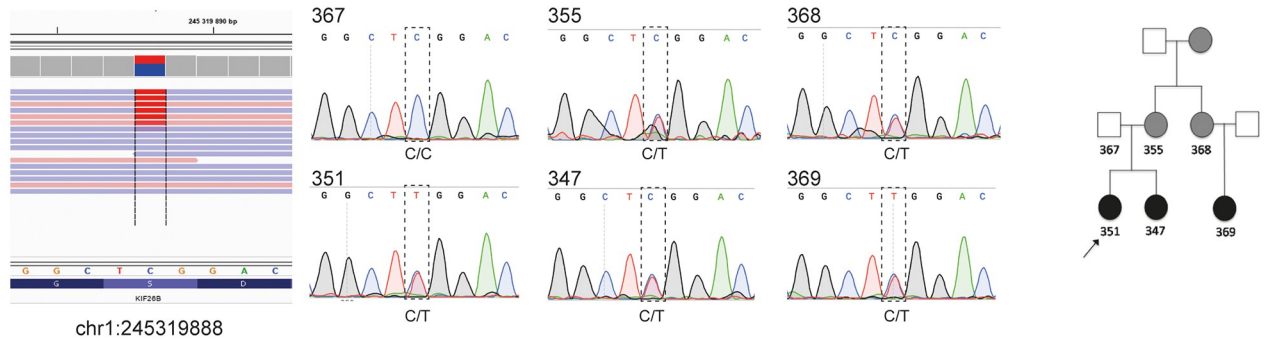 245 319 890 bp
G G C T C G G A C
G S D
KIF26B
chr1:245319888
367
G G C T C G G A C
C/C
355
G G C T C G G A C
C/T
368
G G C T C G G A C
C/T
351
G G C T T G G A C
C/T
347
G G C T C G G A C
C/T
369
G G C T T G G A C
C/T
367 355 368
351 347 369